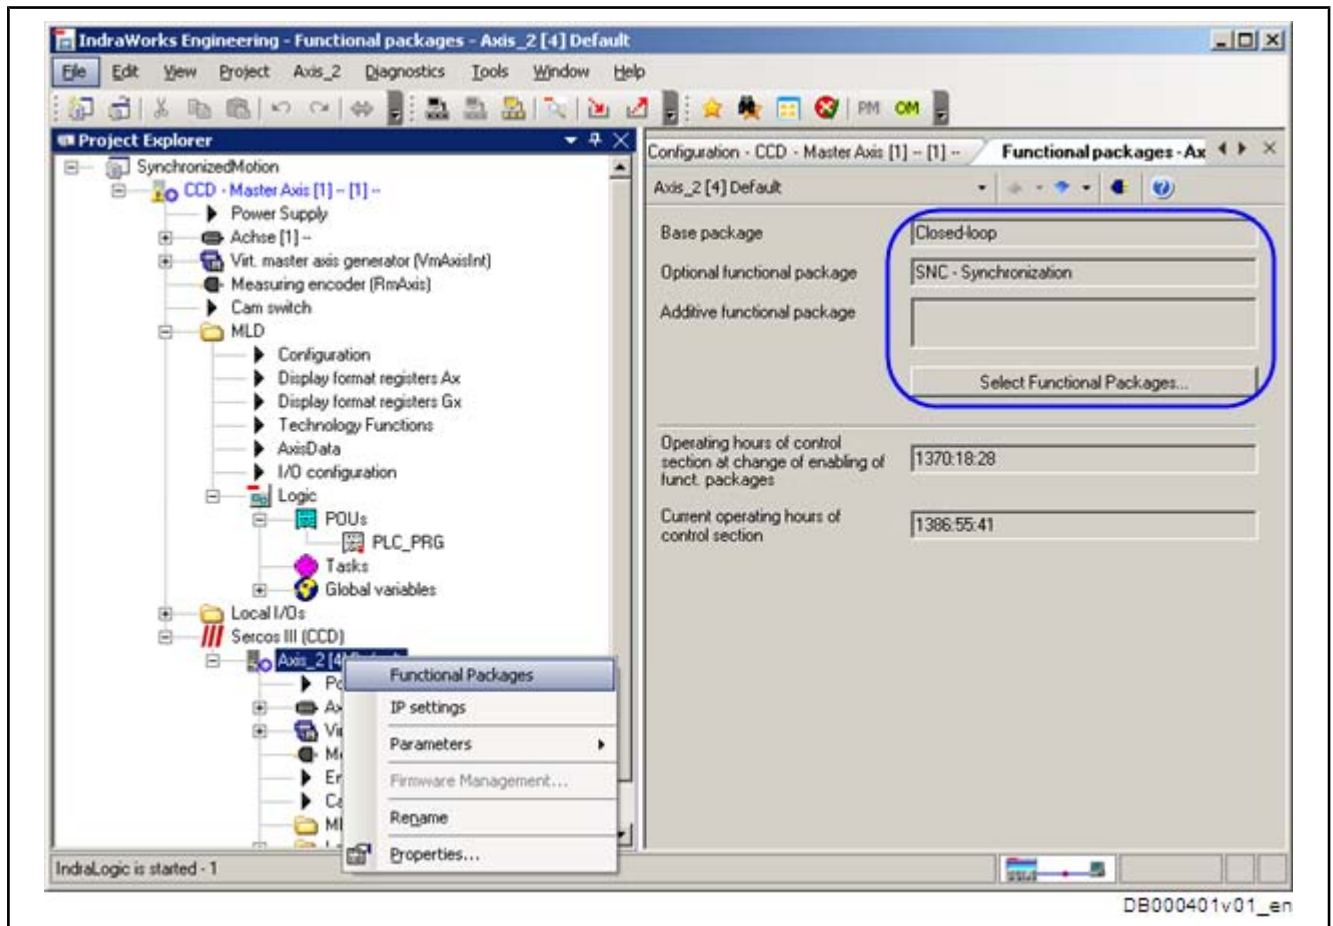 IndraWorks Engineering - Functional packages - Axis_2 [4] Default
File Edit View Project Axis_2 Diagnostics Tools Window Help
PM OM
Project Explorer
SynchronizedMotion
CCD - Master Axis [1] -- [1] --
Power Supply
Achse [1] --
Virt. master axis generator (VmAxisInt)
Measuring encoder (RmAxis)
Cam switch
MLD
Configuration
Display format registers Ax
Display format registers Gx
Technology Functions
AxisData
I/O configuration
Logic
POUs
PLC_PRG
Tasks
Global variables
Local I/Os
Sercos III (CCD)
Axis_2 [4]
Functional Packages
IP settings
Parameters
Firmware Management...
Rename
Properties...
Configuration - CCD - Master Axis [1] -- [1] -- Functional packages - Ax
Axis_2 [4] Default
Base package Closed-loop
Optional functional package SNC - Synchronization
Additive functional package
Select Functional Packages...
Operating hours of control
section at change of enabling of
funct. packages
1370:18:28
Current operating hours of
control section
1386:55:41
IndraLogic is started - 1
DB000401v01_en